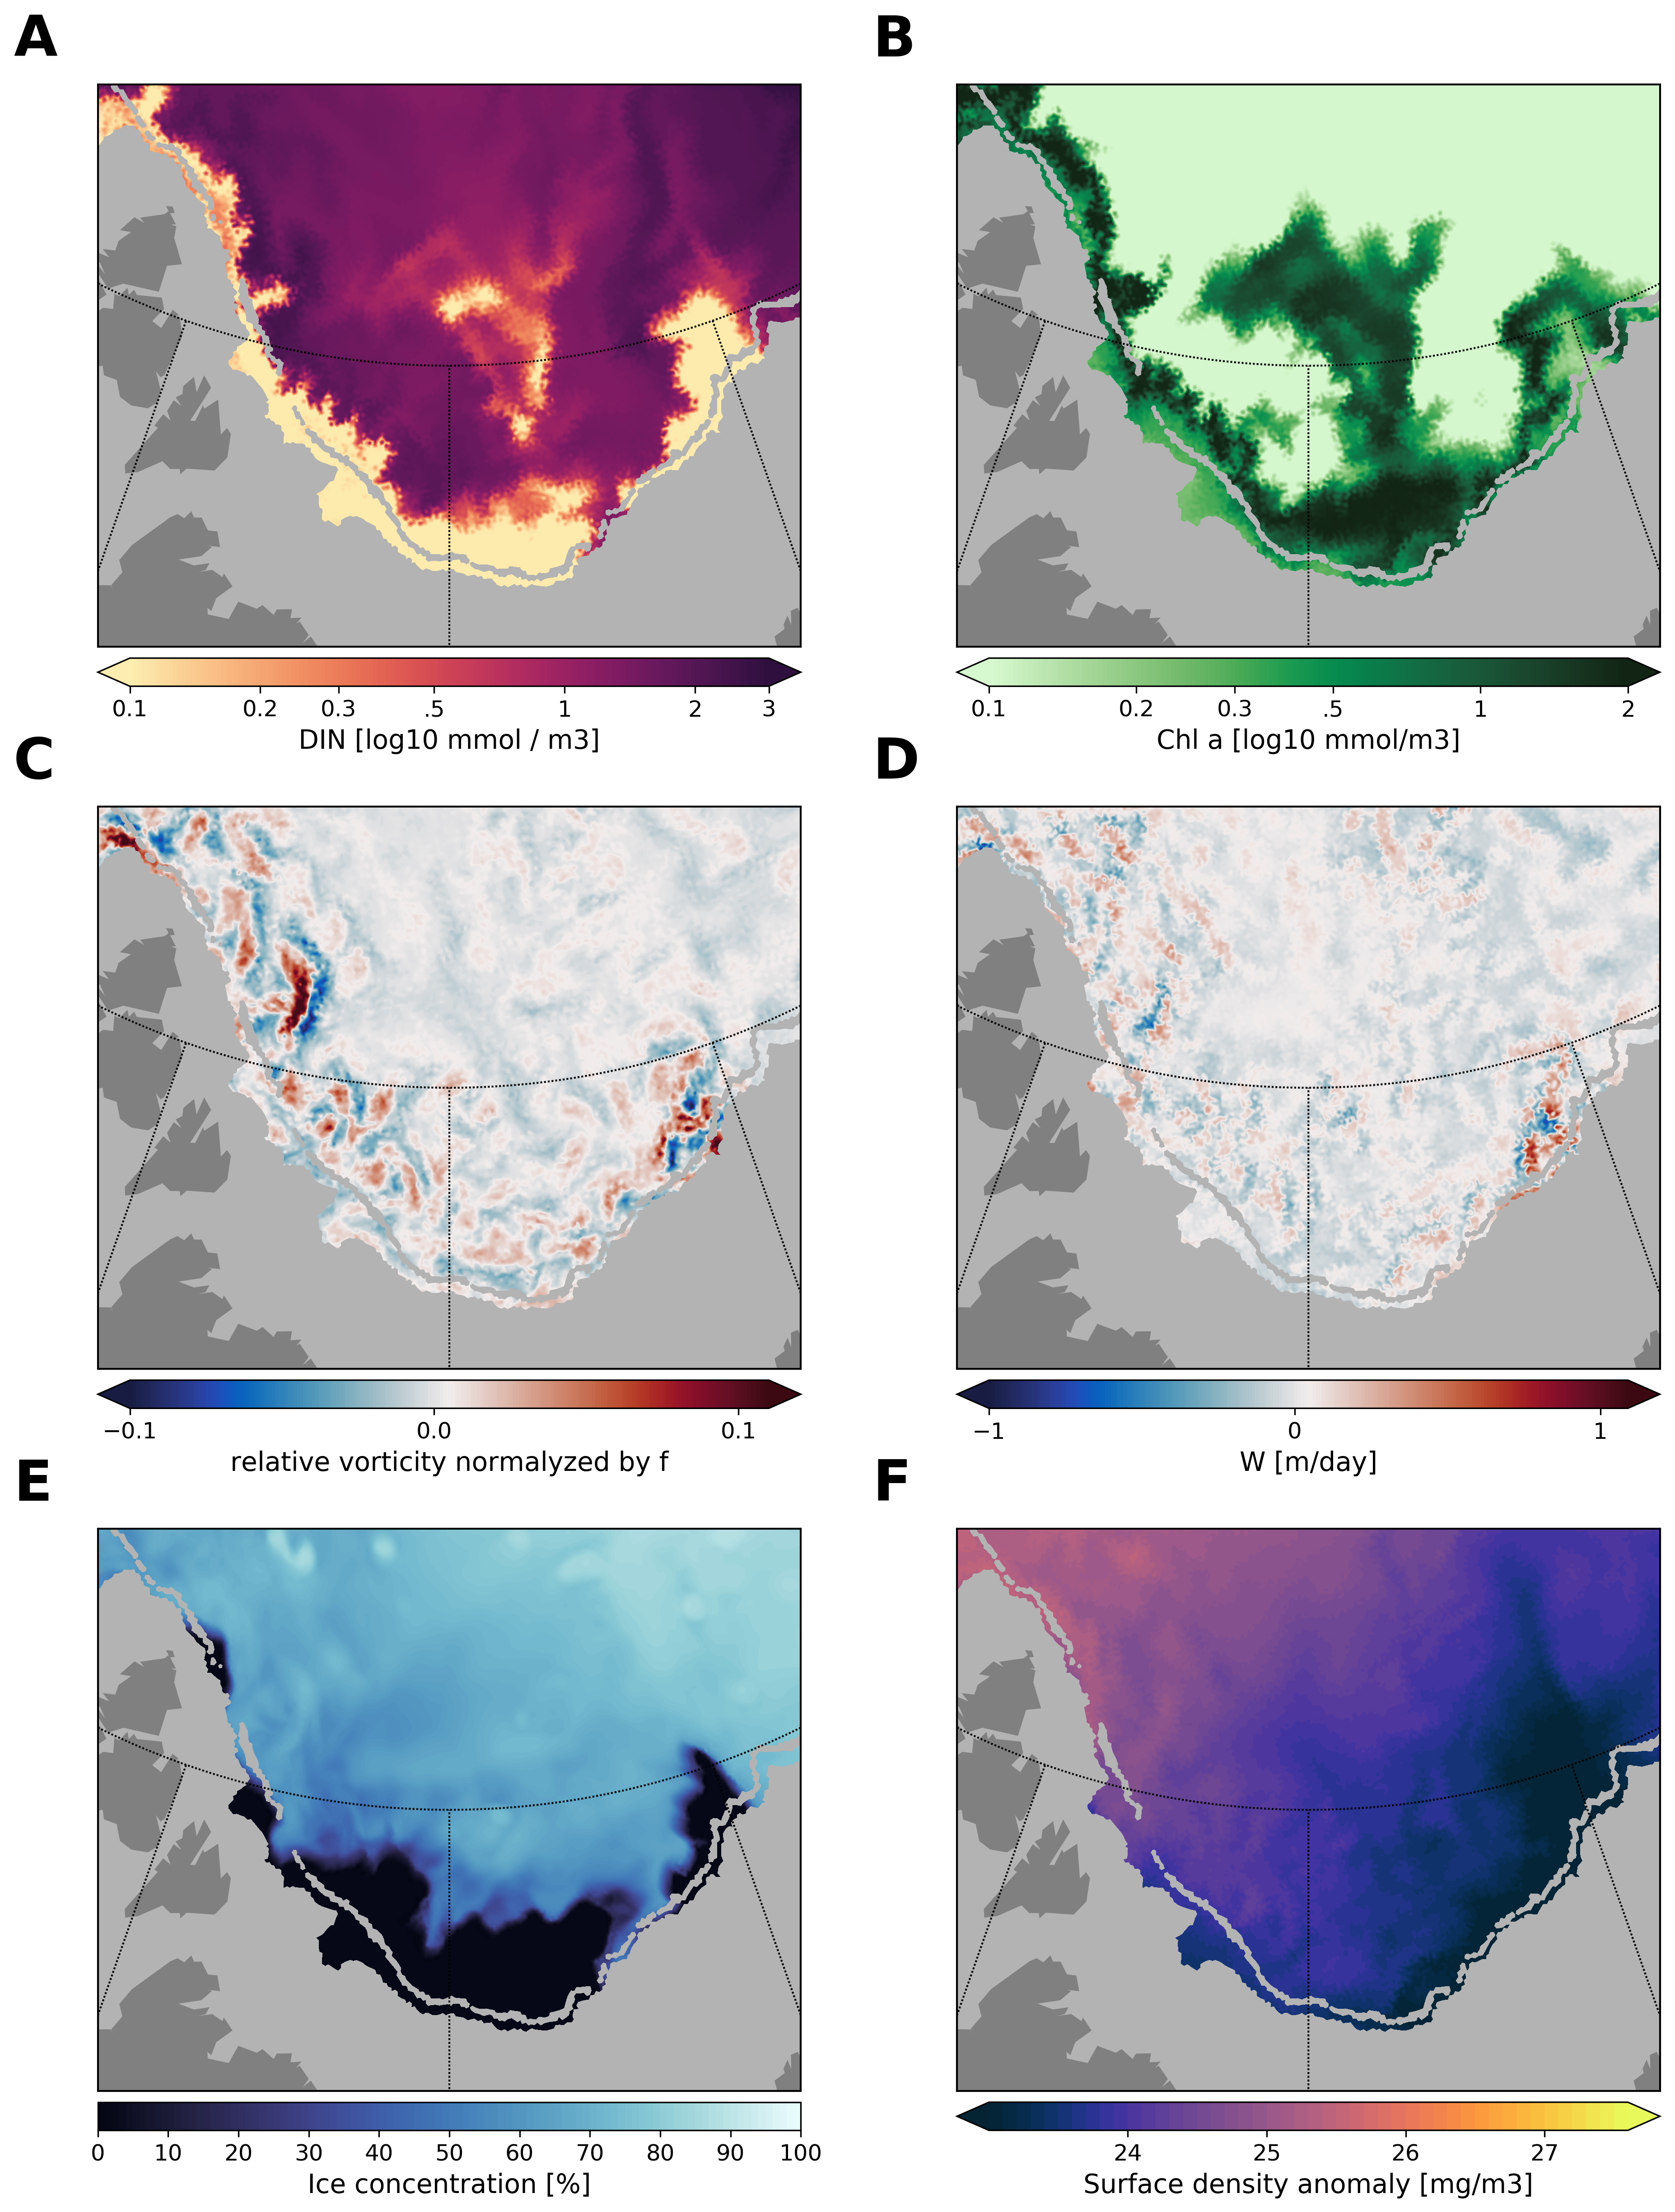 A
B
0.1 0.2 0.3 .5 1 2 3
DIN [log10 mmol / m3]
0.1 0.2 0.3 .5 1 2
Chl a [log10 mmol/m3]
C
D
−0.1 0.0 0.1
relative vorticity normalyzed by f
−1 0 1
W [m/day]
E
F
0 10 20 30 40 50 60 70 80 90 100
Ice concentration [%]
24 25 26 27
Surface density anomaly [mg/m3]